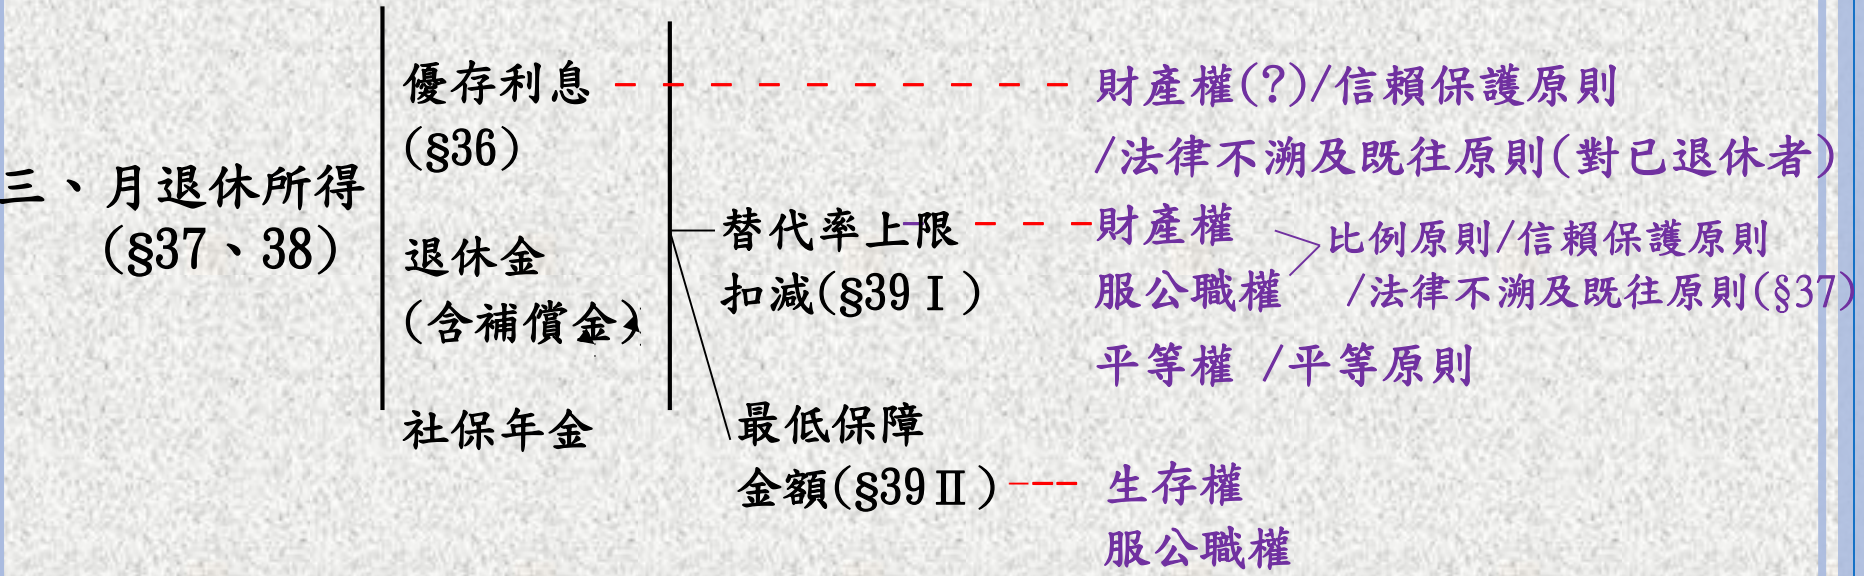 三、月退休所得
(§37、38)
優存利息
(§36)
退休金
(含補償金)
社保年金
替代率上限
扣減(§39Ⅰ)
最低保障
金額(§39Ⅱ)
財產權(?)/信賴保護原則
/法律不溯及既往原則(對已退休者)
財產權
服公職權
比例原則/信賴保護原則
/法律不溯及既往原則(§37)
平等權 /平等原則
生存權
服公職權